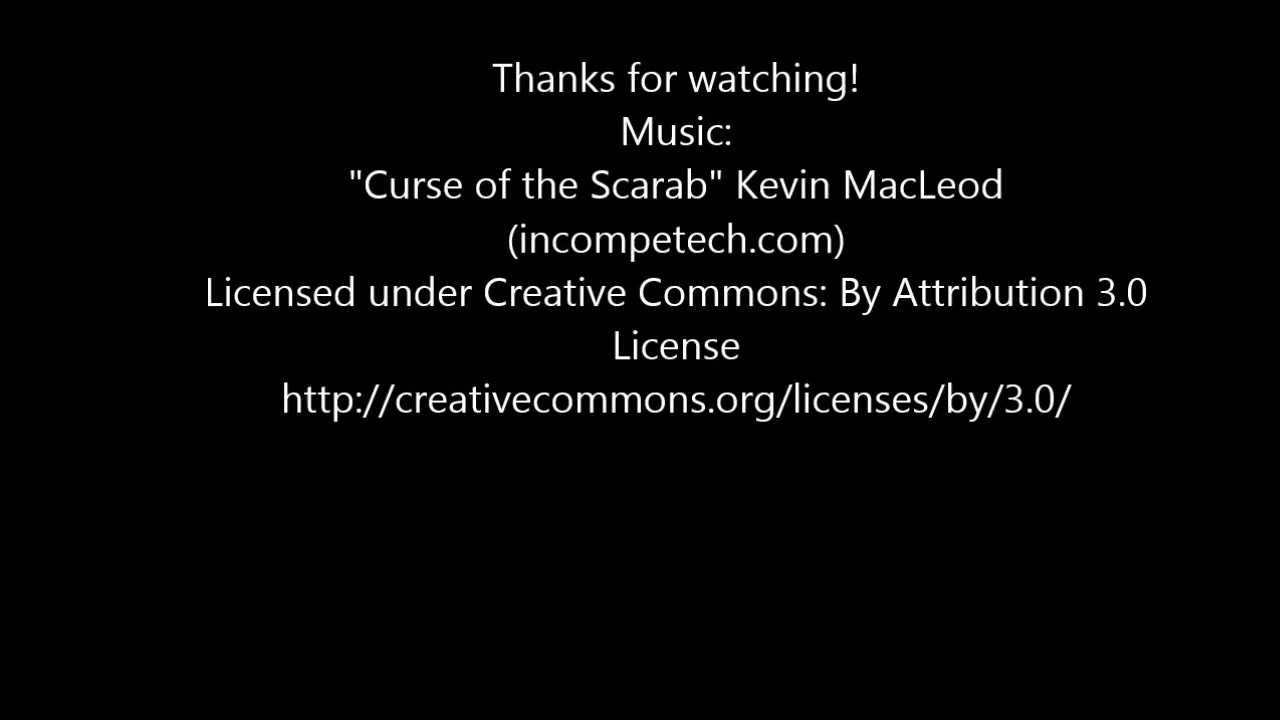 Thanks for watching!
Music:
"Curse of the Scarab" Kevin MacLeod
(incompetech.com)
Licensed under Creative Commons: By Attribution 3.0
License
http://creativecommons.org/licenses/by/3.0/